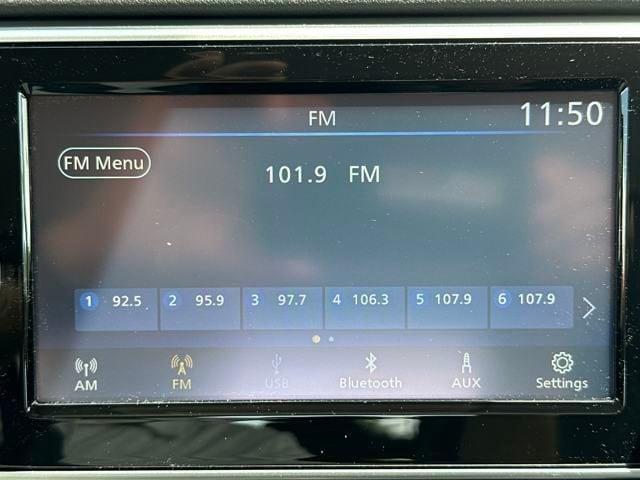 FM
11:50
FM Menu
101.9 FM
1 92.5 2 95.9 3 97.7 4 106.3 5 107.9 6 107.9
AM FM USB Bluetooth AUX Settings